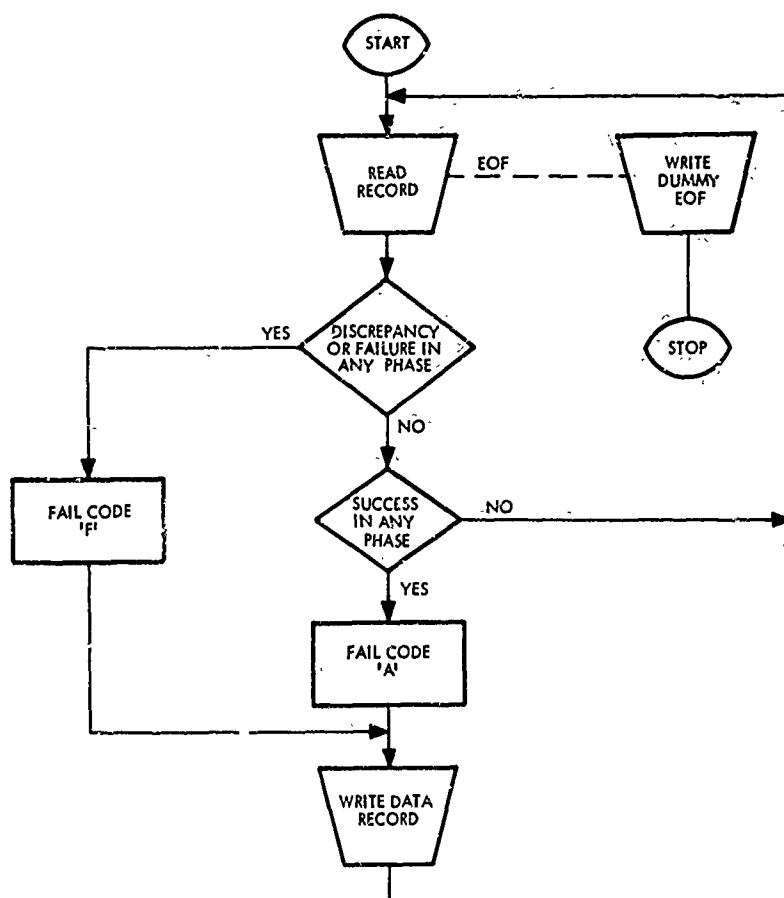 START
READ
RECORD
EOF
WRITE
DUMMY
EOF
STOP
YES
DISCREPANCY
OR FAILURE IN
ANY PHASE
NO
FAIL CODE
'F'
SUCCESS
IN ANY
PHASE
NO
YES
FAIL CODE
'A'
WRITE DATA
RECORD